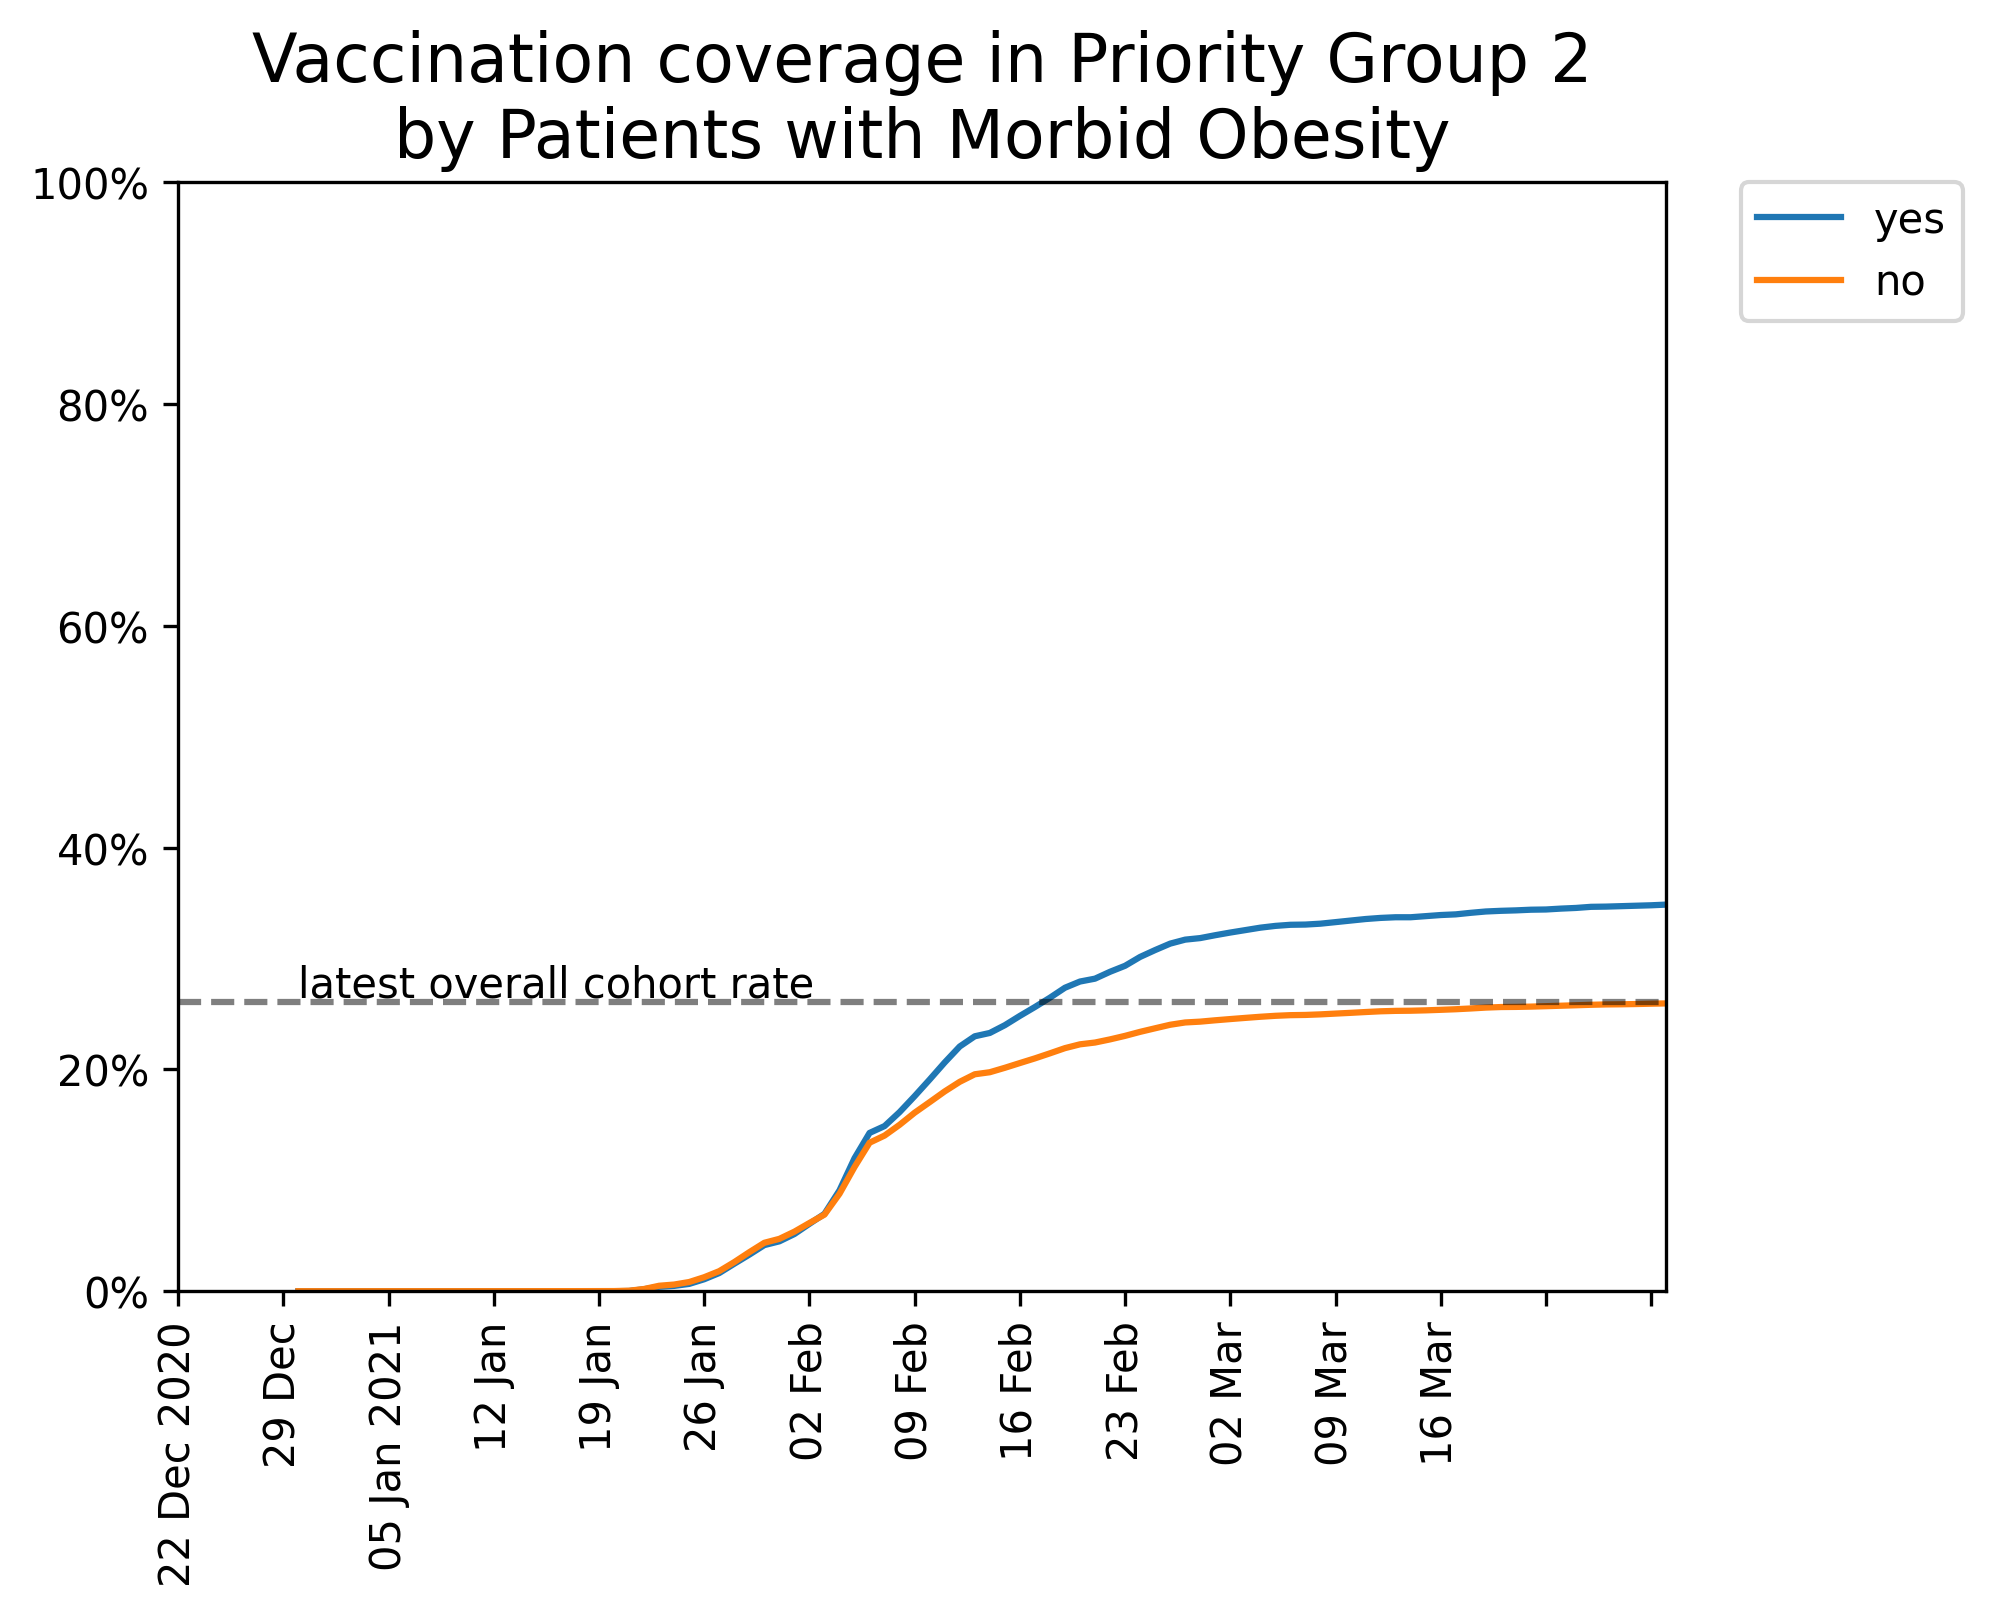 Vaccination coverage in Priority Group 2
by Patients with Morbid Obesity
100%
80%
60%
40%
20%
0%
yes
no
latest overall cohort rate
22 Dec 2020
29 Dec
05 Jan 2021
12 Jan
19 Jan
26 Jan
02 Feb
09 Feb
16 Feb
23 Feb
02 Mar
09 Mar
16 Mar